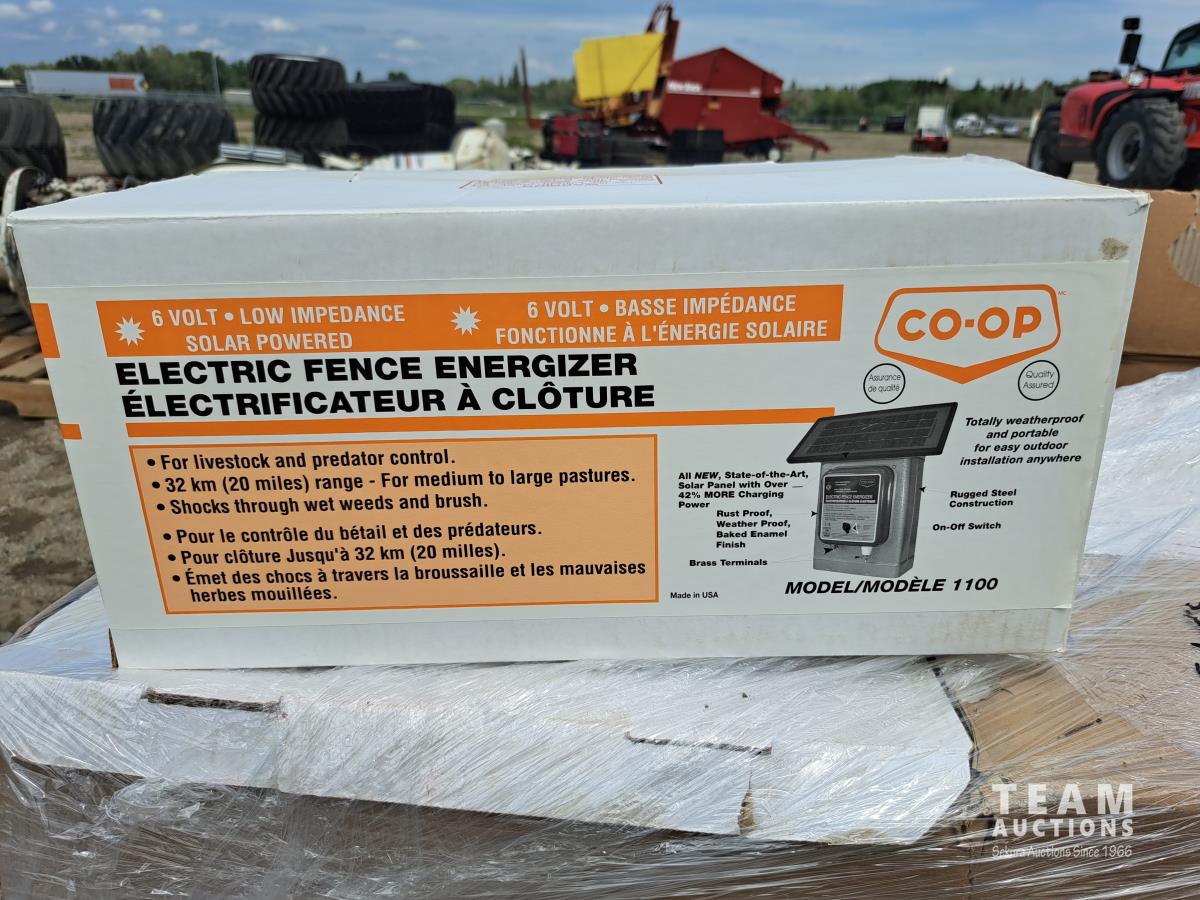 6 VOLT • LOW IMPEDANCE
SOLAR POWERED
6 VOLT • BASSE IMPÉDANCE
FONCTIONNE À L'ÉNERGIE SOLAIRE
ELECTRIC FENCE ENERGIZER
ÉLECTRIFICATEUR À CLÔTURE
• For livestock and predator control.
• 32 km (20 miles) range - For medium to large pastures.
• Shocks through wet weeds and brush.
• Pour le contrôle du bétail et des prédateurs.
• Pour clôture Jusqu'à 32 km (20 milles).
• Émet des chocs à travers la broussaille et les mauvaises
herbes mouillées.
CO-OP
MC
Assurance
de qualité
Quality
Assured
Totally weatherproof
and portable
for easy outdoor
installation anywhere
All NEW, State-of-the-Art,
Solar Panel with Over
42% MORE Charging
Power
Rust Proof,
Weather Proof,
Baked Enamel
Finish
Brass Terminals
ELECTRIC FENCE ENERGIZER
Rugged Steel
Construction
On-Off Switch
Made in USA
MODEL/MODÈLE 1100
TEAM
AUCTIONS
Sekura Auctions Since 1966